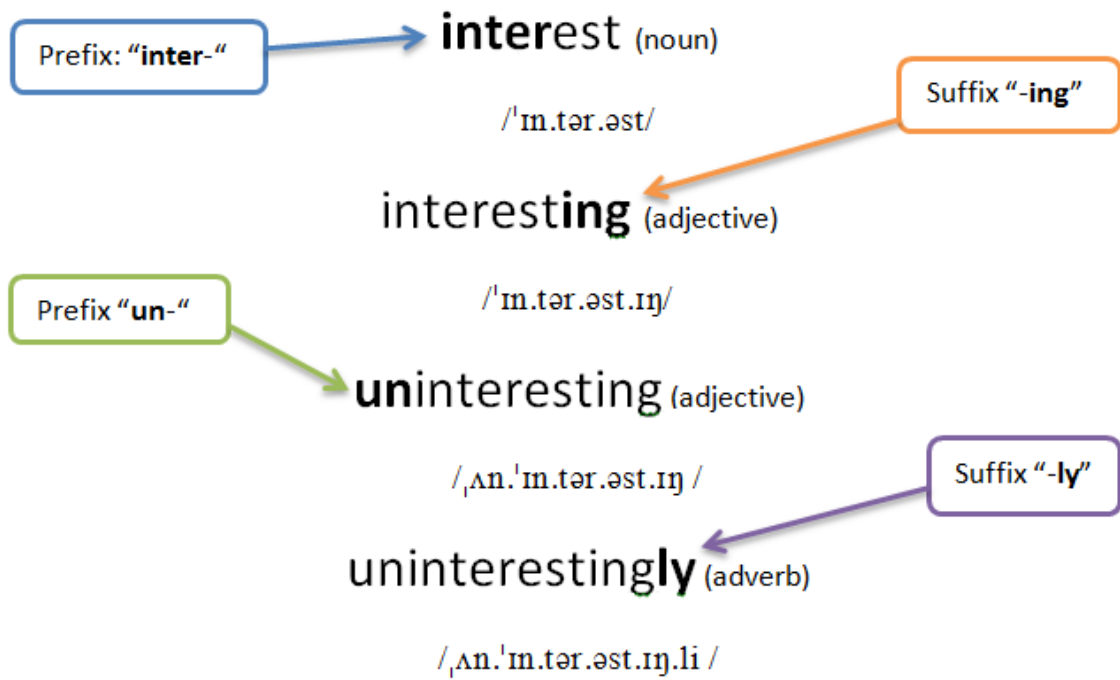 interest (noun)
Prefix: “inter-“
Suffix “-ing”
/ˈɪn.tər.əst/
interesting (adjective)
/ˈɪn.tər.əst.ɪŋ/
Prefix “un-“
uninteresting (adjective)
/ˌʌn.ˈɪn.tər.əst.ɪŋ /
Suffix “-ly”
uninterestingly (adverb)
/ˌʌn.ˈɪn.tər.əst.ɪŋ.li /